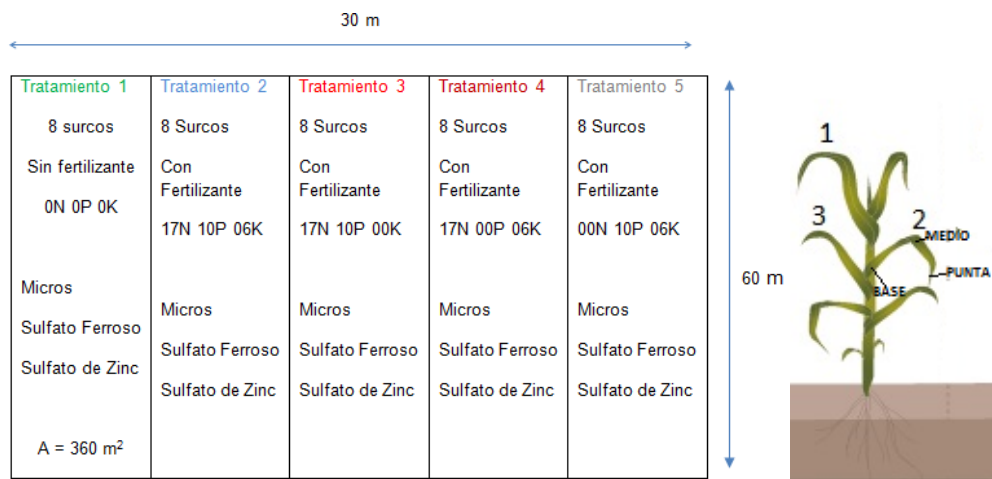 30 m
Tratamiento 1
8 surcos
Sin fertilizante
0N 0P 0K
Micros
Sulfato Ferroso
Sulfato de Zinc
A = 360 m²
Tratamiento 2
8 Surcos
Con
Fertilizante
17N 10P 06K
Micros
Sulfato Ferroso
Sulfato de Zinc
Tratamiento 3
8 Surcos
Con
Fertilizante
17N 10P 00K
Micros
Sulfato Ferroso
Sulfato de Zinc
Tratamiento 4
8 Surcos
Con
Fertilizante
17N 00P 06K
Micros
Sulfato Ferroso
Sulfato de Zinc
Tratamiento 5
8 Surcos
Con
Fertilizante
00N 10P 06K
Micros
Sulfato Ferroso
Sulfato de Zinc
60 m
1
3
2
MEDÍO
PUNTA
BASE